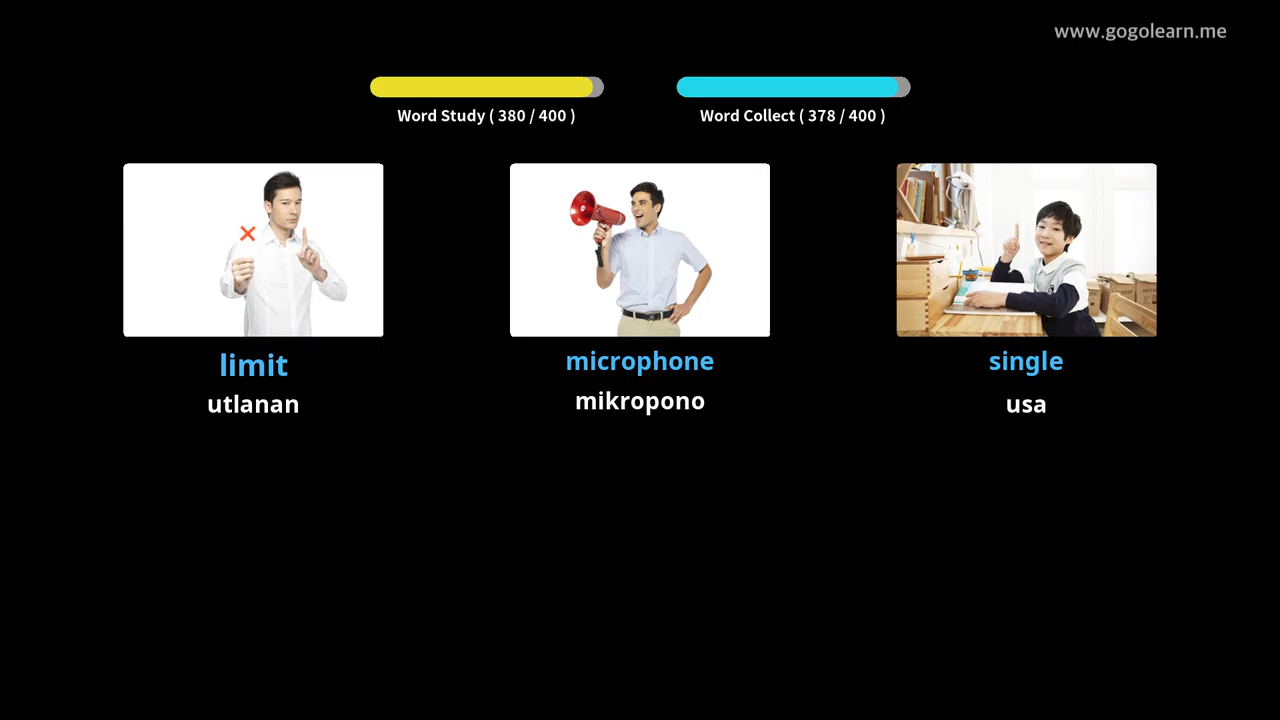 www.gogolearn.me
Word Study ( 380 / 400 )
Word Collect ( 378 / 400 )
limit
utlanan
microphone
mikropono
single
usa